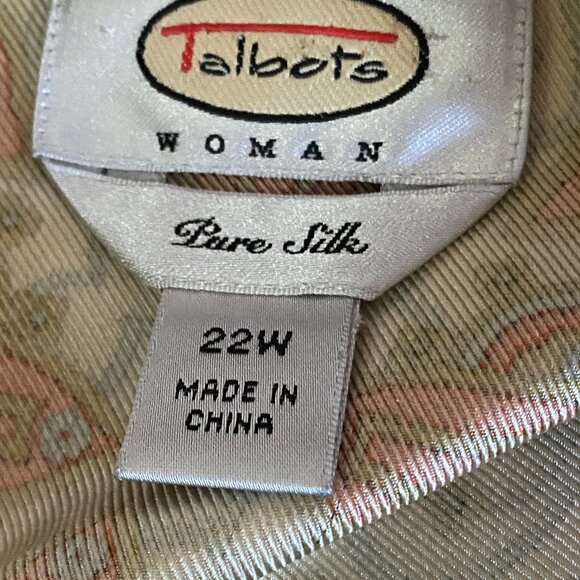 Talbots
WOMAN
Pure Silk
22W
MADE IN
CHINA